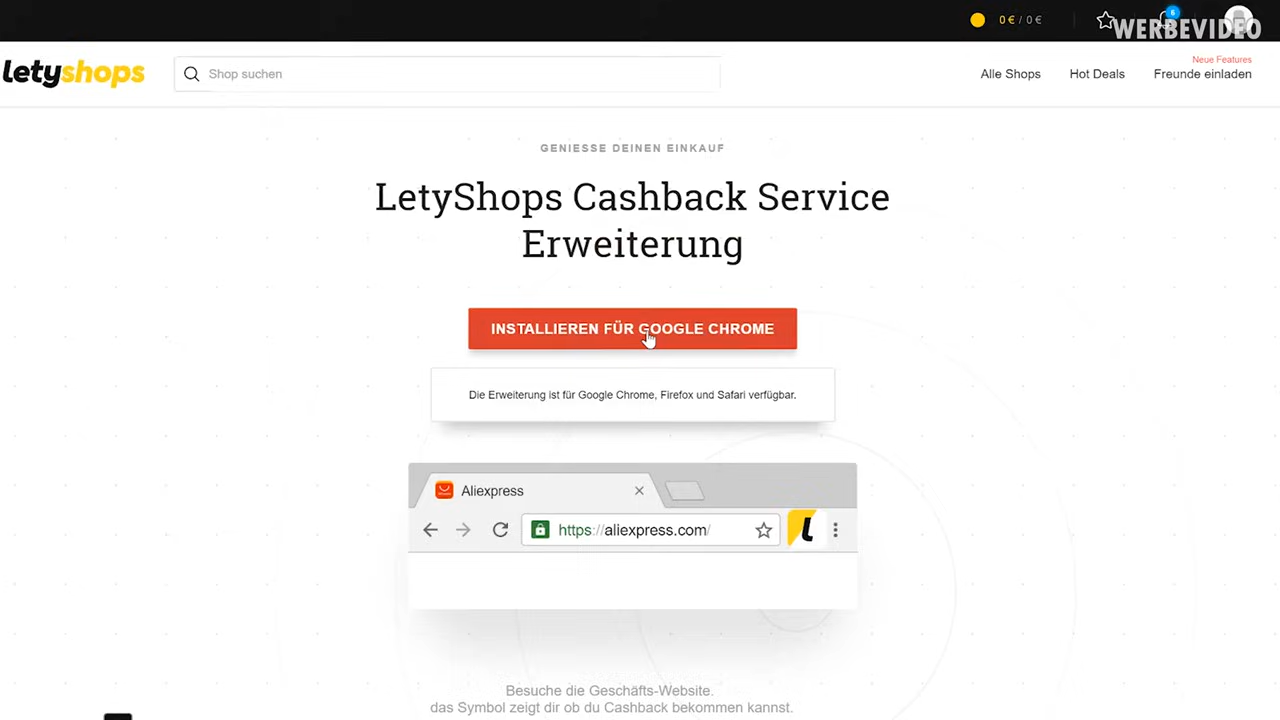 0 € / 0 €
6
WERBEVIDEO
letyshops
Shop suchen
Alle Shops
Hot Deals
Neue Features
Freunde einladen
GENIESSE DEINEN EINKAUF
LetyShops Cashback Service
Erweiterung
INSTALLIEREN FÜR GOOGLE CHROME
Die Erweiterung ist für Google Chrome, Firefox und Safari verfügbar.
Aliexpress
https://aliexpress.com/
l
Besuche die Geschäfts-Website.
das Symbol zeigt dir ob du Cashback bekommen kannst.